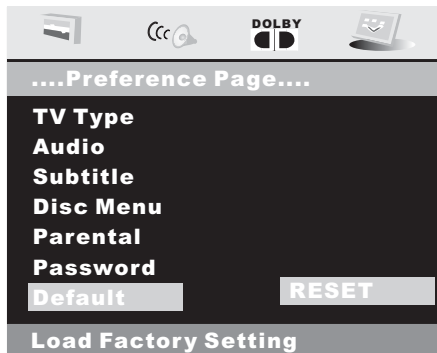 DOLBY
....Preference Page....
TV Type
Audio
Subtitle
Disc Menu
Parental
Password
Default RESET
Load Factory Setting